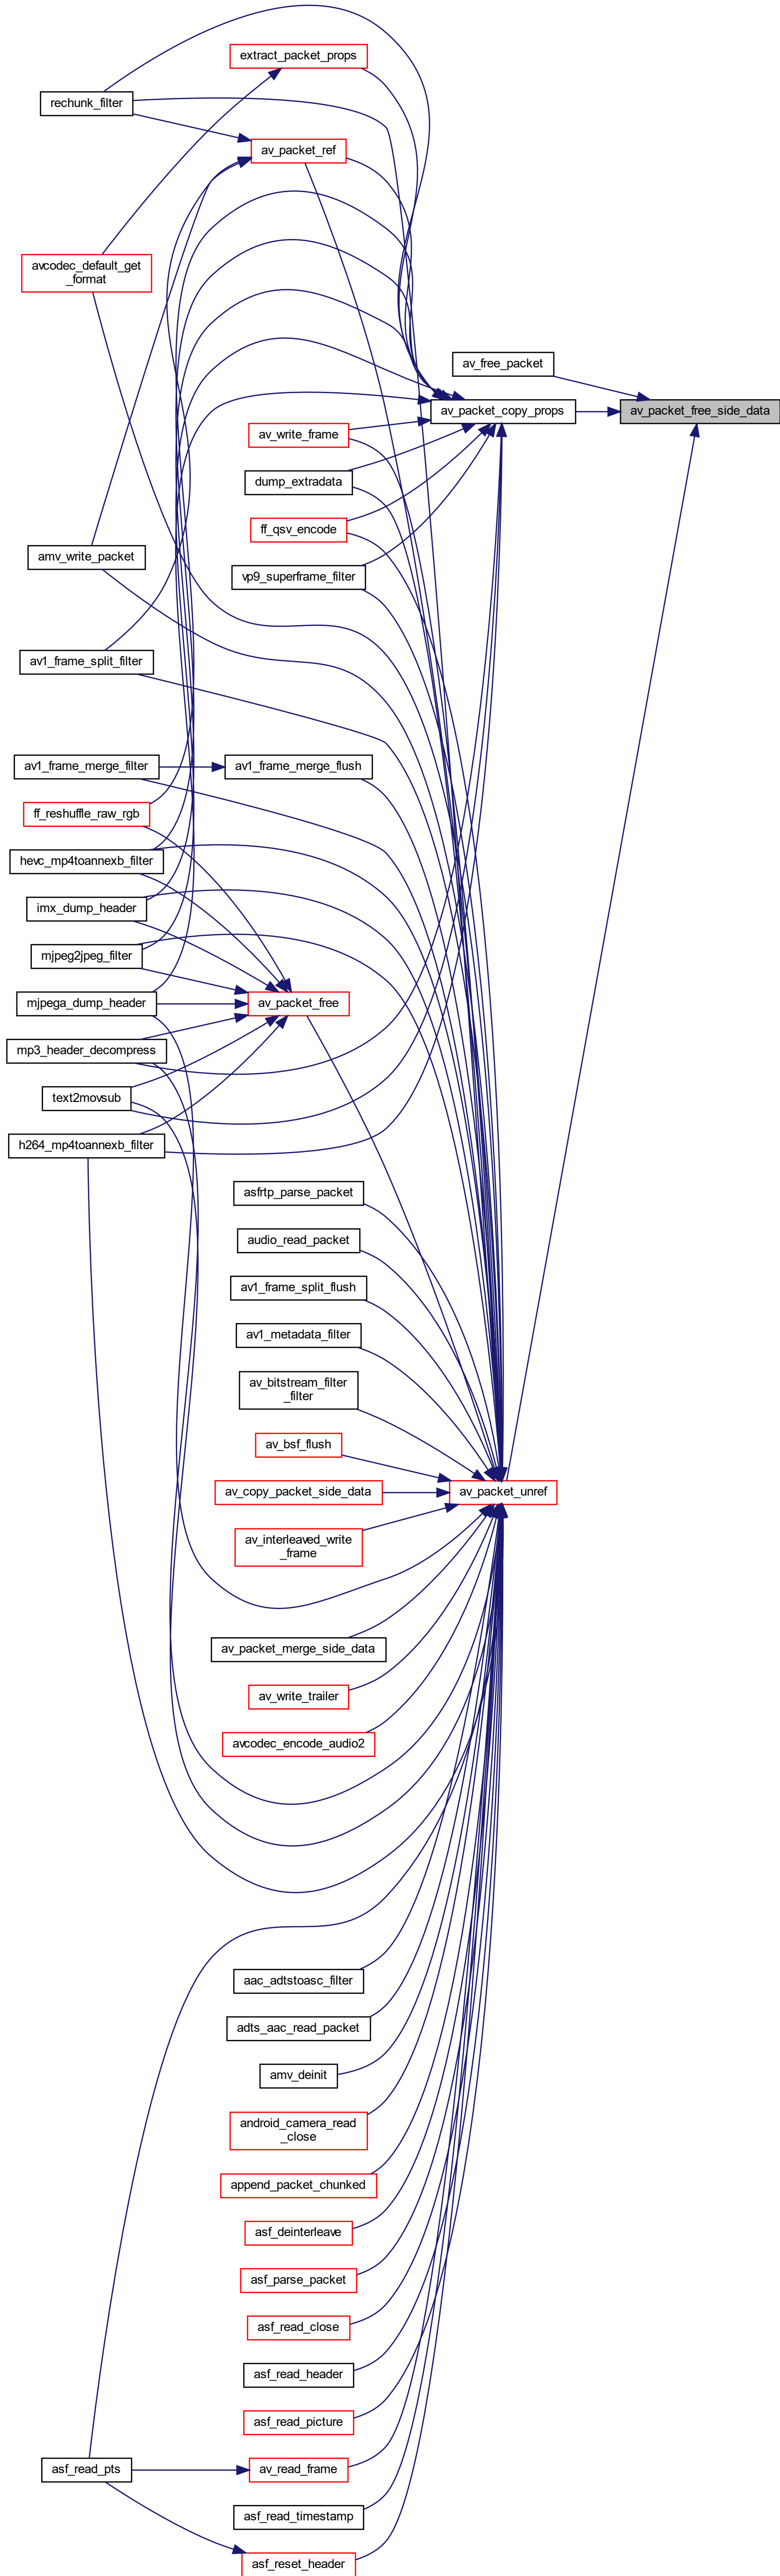 extract_packet_props
rechunk_filter
av_packet_ref
avcodec_default_get
_format
av_free_packet
av_packet_copy_props
av_packet_free_side_data
av_write_frame
dump_extradata
ff_qsv_encode
amv_write_packet
vp9_superframe_filter
av1_frame_split_filter
av1_frame_merge_filter
av1_frame_merge_flush
ff_reshuffle_raw_rgb
hevc_mp4toannexb_filter
imx_dump_header
mjpeg2jpeg_filter
mjpega_dump_header
av_packet_free
mp3_header_decompress
text2movsub
h264_mp4toannexb_filter
asfrtp_parse_packet
audio_read_packet
av1_frame_split_flush
av1_metadata_filter
av_bitstream_filter
_filter
av_bsf_flush
av_copy_packet_side_data
av_packet_unref
av_interleaved_write
_frame
av_packet_merge_side_data
av_write_trailer
avcodec_encode_audio2
aac_adtstoasc_filter
adts_aac_read_packet
amv_deinit
android_camera_read
_close
append_packet_chunked
asf_deinterleave
asf_parse_packet
asf_read_close
asf_read_header
asf_read_picture
asf_read_pts
av_read_frame
asf_read_timestamp
asf_reset_header